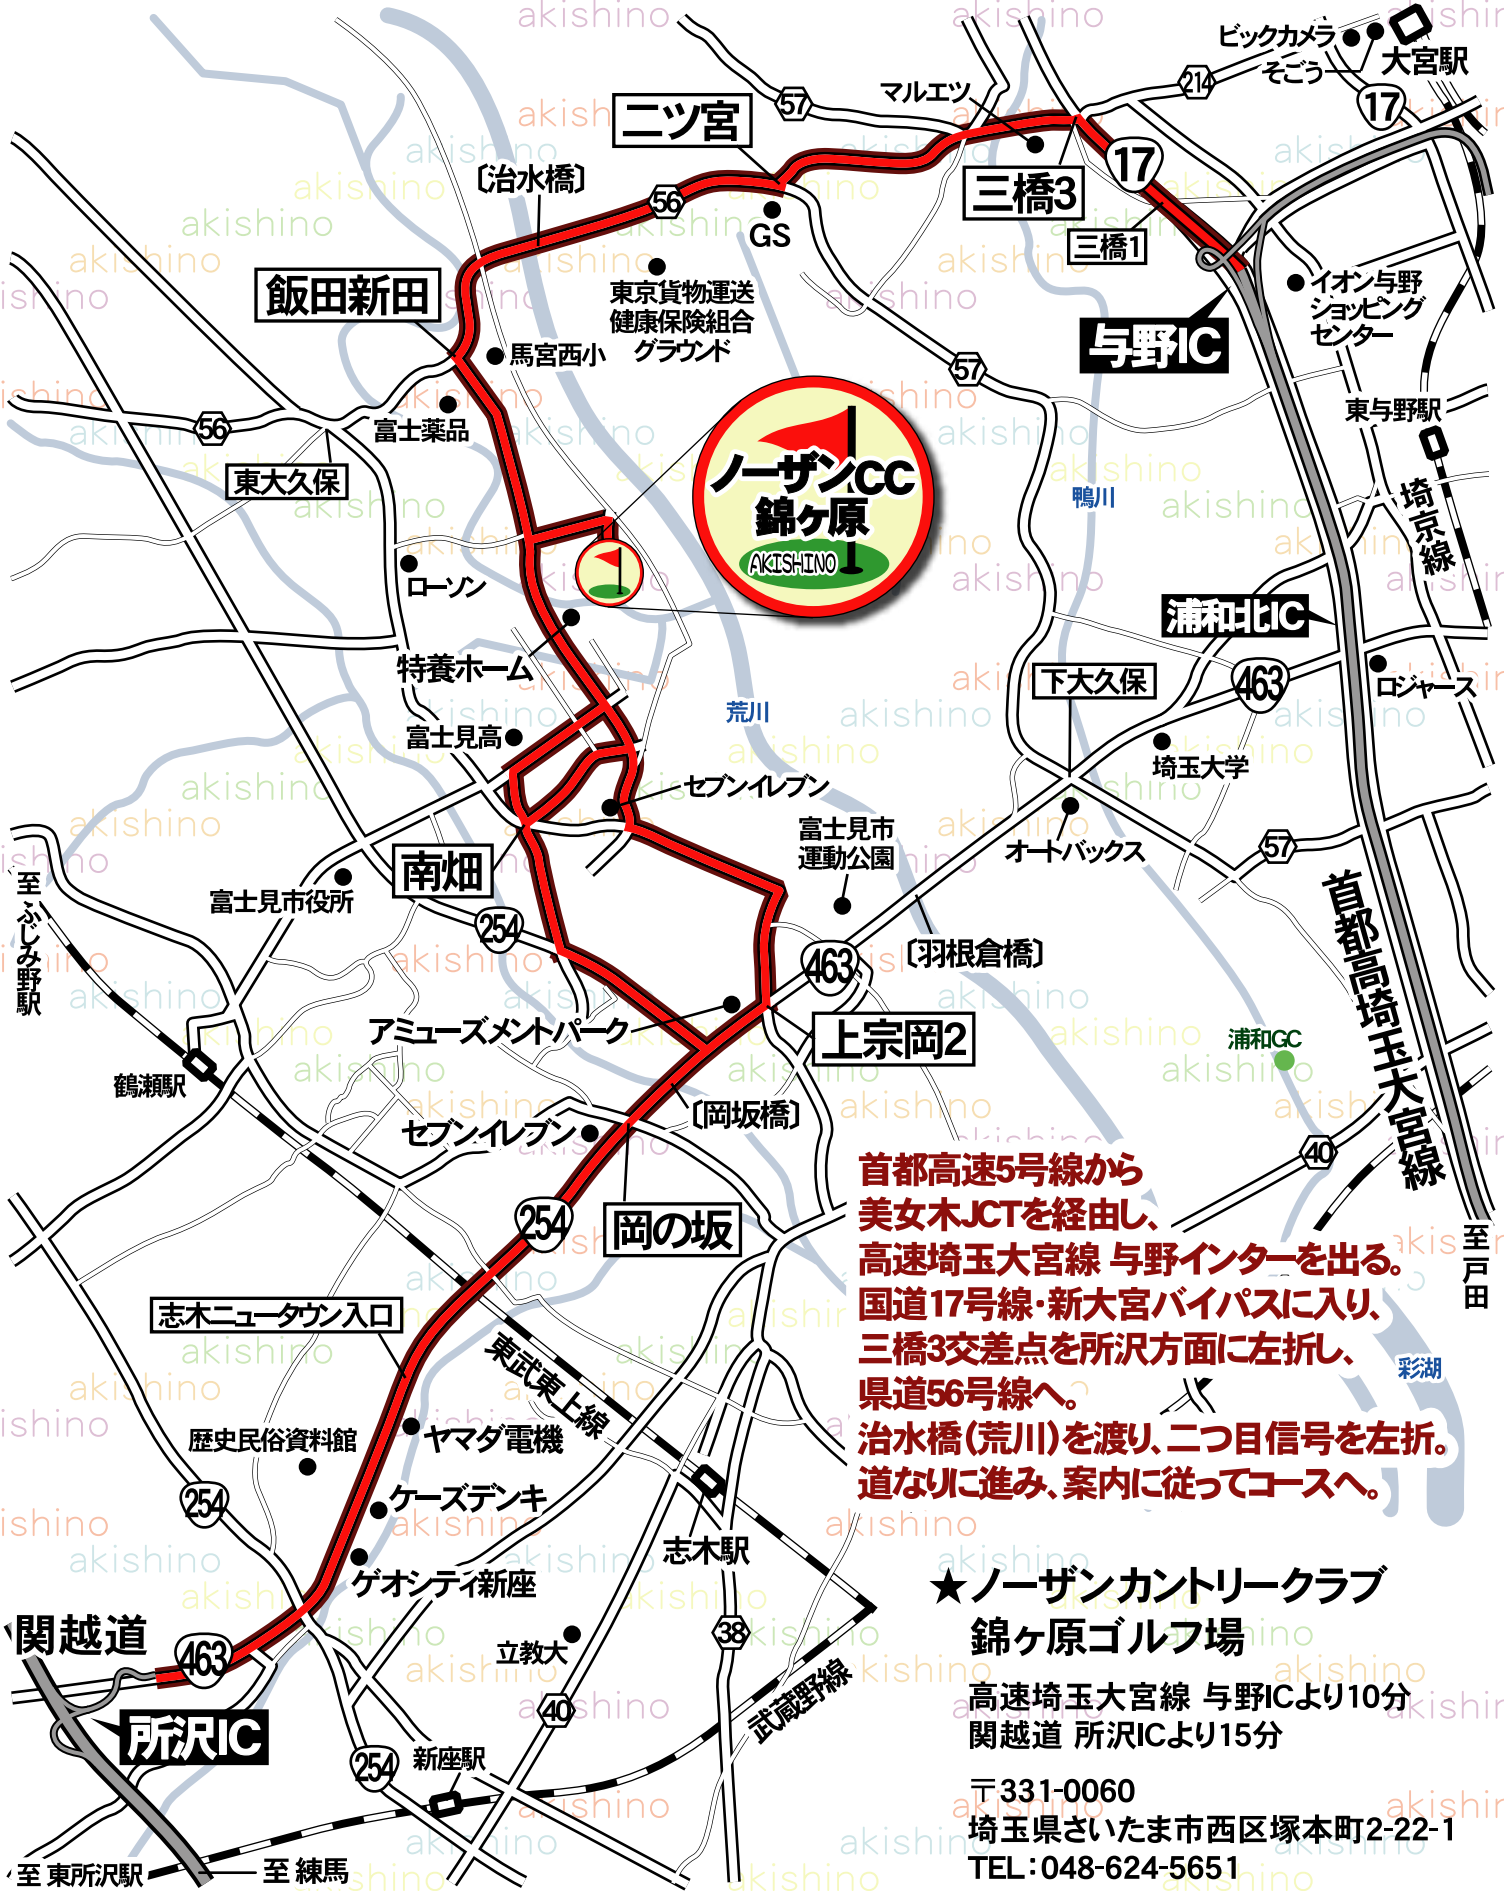 akishino
ビックカメラ
そごう
大宮駅
214
17
57
マルエツ
二ツ宮
17
三橋3
三橋1
〔治水橋〕
56
GS
東京貨物運送
健康保険組合
グラウンド
飯田新田
馬宮西小
イオン与野
ショッピング
センター
与野IC
57
東与野駅
富士薬品
56
東大久保
ノーザンCC
錦ヶ原
AKISHINO
鴨川
埼京線
ローソン
浦和北IC
特養ホーム
下大久保
463
ロジャース
荒川
富士見高
埼玉大学
セブンイレブン
富士見市
運動公園
オートバックス
57
南畑
富士見市役所
254
至 ふじみ野駅
463
〔羽根倉橋〕
首都高埼玉大宮線
アミューズメントパーク
上宗岡2
浦和GC
鶴瀬駅
〔岡坂橋〕
セブンイレブン
40
254
岡の坂
首都高速5号線から
美女木JCTを経由し、
高速埼玉大宮線 与野インターを出る。
国道17号線・新大宮バイパスに入り、
三橋3交差点を所沢方面に左折し、
県道56号線へ。
治水橋(荒川)を渡り、二つ目信号を左折。
道なりに進み、案内に従ってコースへ。
至 戸田
志木ニュータウン入口
東武東上線
彩湖
ヤマダ電機
歴史民俗資料館
254
ケーズデンキ
志木駅
ゲオシティ新座
関越道
463
立教大
38
40
武蔵野線
所沢IC
254
新座駅
至 東所沢駅
至 練馬
★ノーザンカントリークラブ
錦ヶ原ゴルフ場
高速埼玉大宮線 与野ICより10分
関越道 所沢ICより15分
〒331-0060
埼玉県さいたま市西区塚本町2-22-1
TEL：048-624-5651